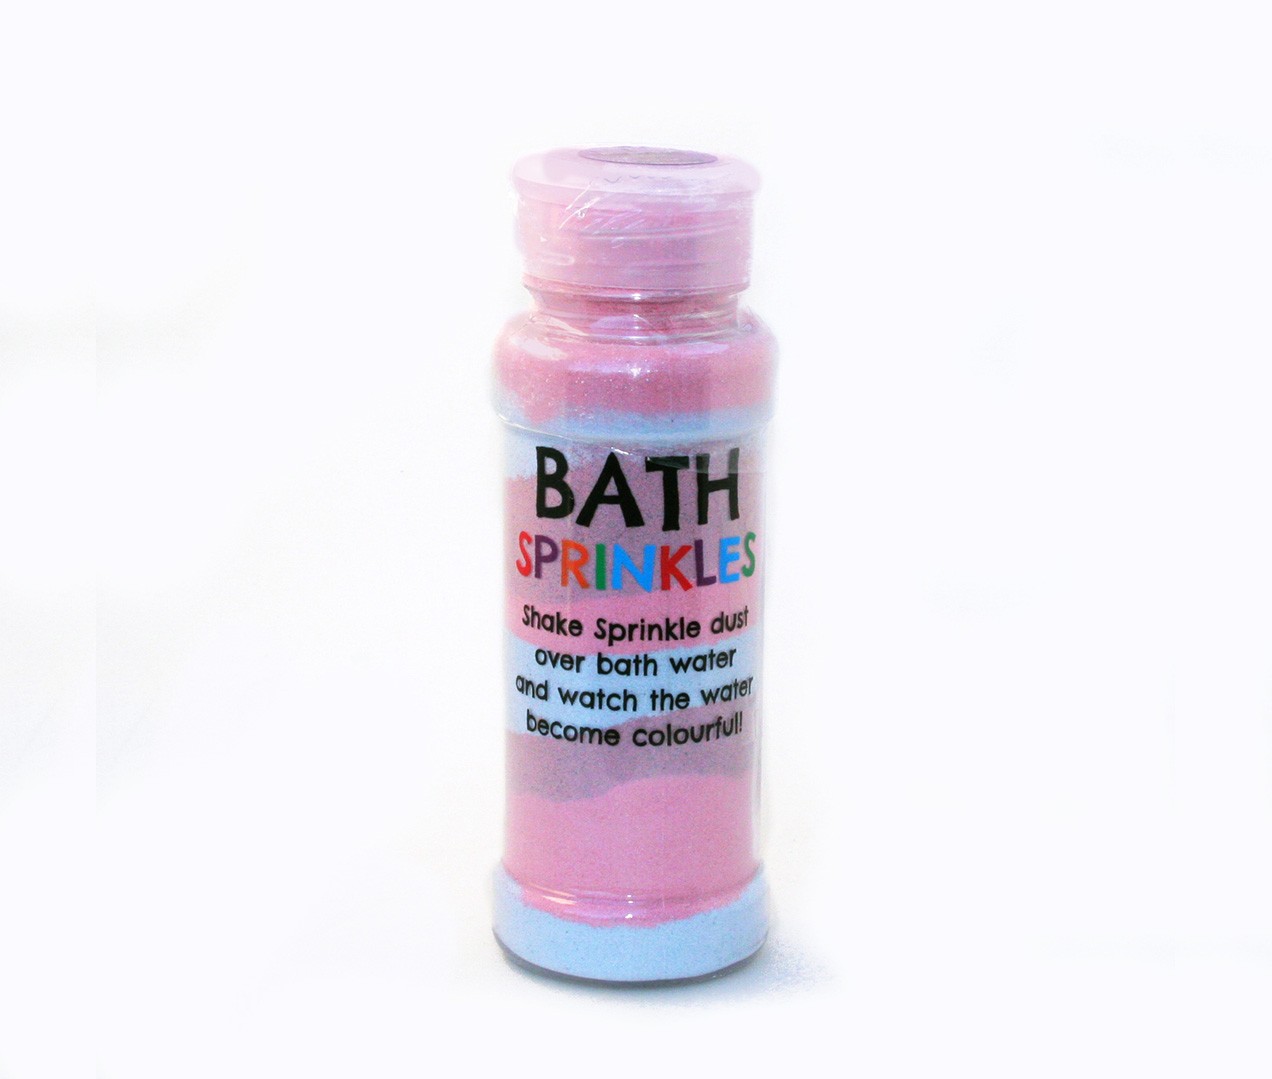 BATH
SPRINKLES
Shake Sprinkle dust
over bath water
and watch the water
become colourful!